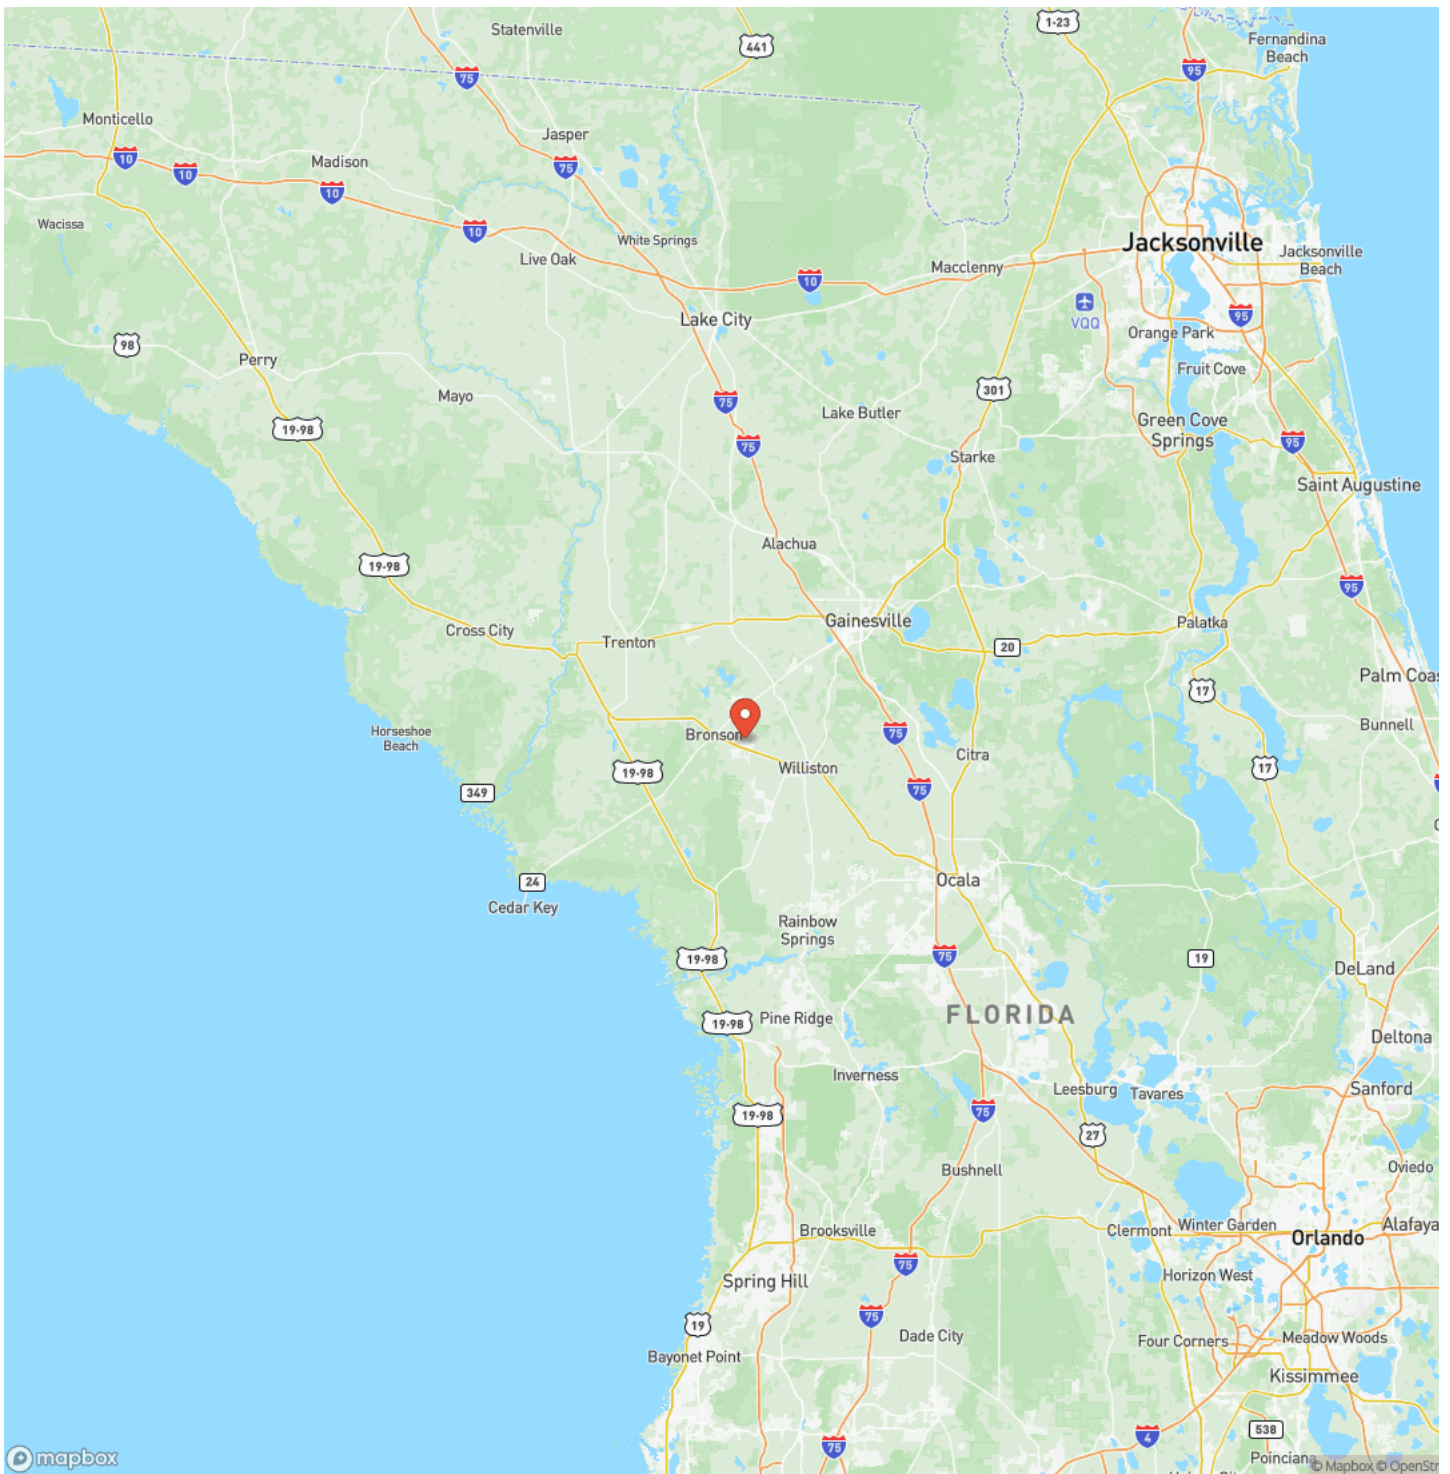 Statenville
441
1-23
Fernandina
Beach
75
95
Monticello
Jasper
10
10
Madison
75
10
Wacissa
10
White Springs
Live Oak
Jacksonville
Jacksonville
Beach
Macclenny
10
VQQ
95
Orange Park
Lake City
98
Perry
Fruit Cove
301
Mayo
75
Lake Butler
19-98
75
Green Cove
Springs
95
Starke
Saint Augustine
Alachua
19-98
95
Cross City
Trenton
Gainesville
20
Palatka
17
Palm Coas
Horseshoe
Beach
Bronson
75
Bunnell
Citra
19-98
Williston
17
349
75
24
Cedar Key
Ocala
Rainbow
Springs
19-98
75
19
DeLand
19-98
Pine Ridge
FLORIDA
Deltona
Inverness
Leesburg
Tavares
Sanford
19-98
75
27
Bushnell
Oviedo
Brooksville
Clermont
Winter Garden
Orlando
Alafaya
75
Spring Hill
Horizon West
19
75
Dade City
Four Corners
Meadow Woods
Bayonet Point
Kissimmee
538
4
75
mapbox
Poinciana
© Mapbox © OpenStr